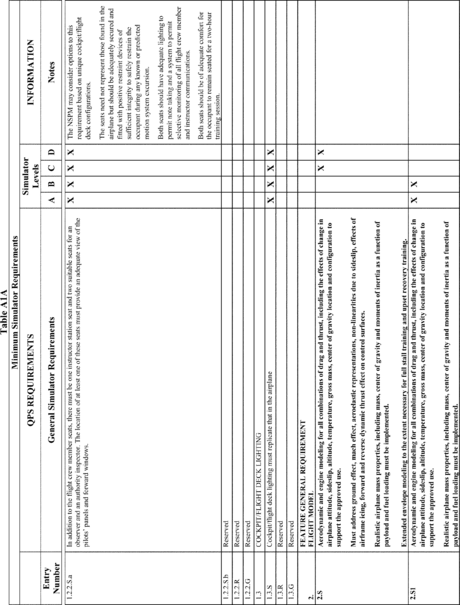 Table A1A
Minimum Simulator Requirements
QPS REQUIREMENTS
Simulator
Levels
INFORMATION
Entry
Number
General Simulator Requirements
A B C D
Notes
1.2.2.S.a
In addition to the flight crew member seats, there must be one instructor station seat and two suitable seats for an
observer and an authority inspector. The location of at least one of these seats must provide an adequate view of the
pilots' panels and forward windows.
X X X X
The NSPM may consider options to this
requirement based on unique cockpit/flight
deck configurations.
The seats need not represent those found in the
airplane but should be adequately secured and
fitted with positive restraint devices of
sufficient integrity to safely restrain the
occupant during any known or predicted
motion system excursion.
Both seats should have adequate lighting to
permit note taking and a system to permit
selective monitoring of all flight crew member
and instructor communications.
Both seats should be of adequate comfort for
the occupant to remain seated for a two-hour
training session.
1.2.2.S.b Reserved
1.2.2.R Reserved
1.2.2.G Reserved
1.3 COCKPIT/FLIGHT DECK LIGHTING
1.3.S Cockpit/flight deck lighting must replicate that in the airplane X X X X
1.3.R Reserved
1.3.G Reserved
FEATURE GENERAL REQUIREMENT
2. FLIGHT MODEL
2.S
Aerodynamic and engine modeling for all combinations of drag and thrust, including the effects of change in
airplane attitude, sideslip, altitude, temperature, gross mass, center of gravity location and configuration to
support the approved use.
X X
Must address ground effect, mach effect, aeroelastic representations, non-linearities due to sideslip, effects of
airframe icing, forward and reverse dynamic thrust effect on control surfaces.
Realistic airplane mass properties, including mass, center of gravity and moments of inertia as a function of
payload and fuel loading must be implemented.
Extended envelope modeling to the extent necessary for full stall training and upset recovery training.
2.S1
Aerodynamic and engine modeling for all combinations of drag and thrust, including the effects of change in
airplane attitude, sideslip, altitude, temperature, gross mass, center of gravity location and configuration to
support the approved use.
X X
Realistic airplane mass properties, including mass, center of gravity and moments of inertia as a function of
payload and fuel loading must be implemented.